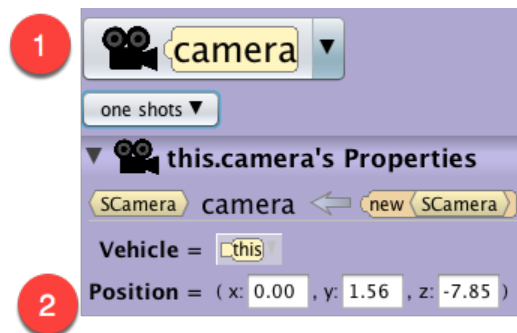 1
camera ▼
one shots ▼
▼ this.camera's Properties
SCamera camera new SCamera
Vehicle = this
2
Position = ( x: 0.00 , y: 1.56 , z: -7.85 )